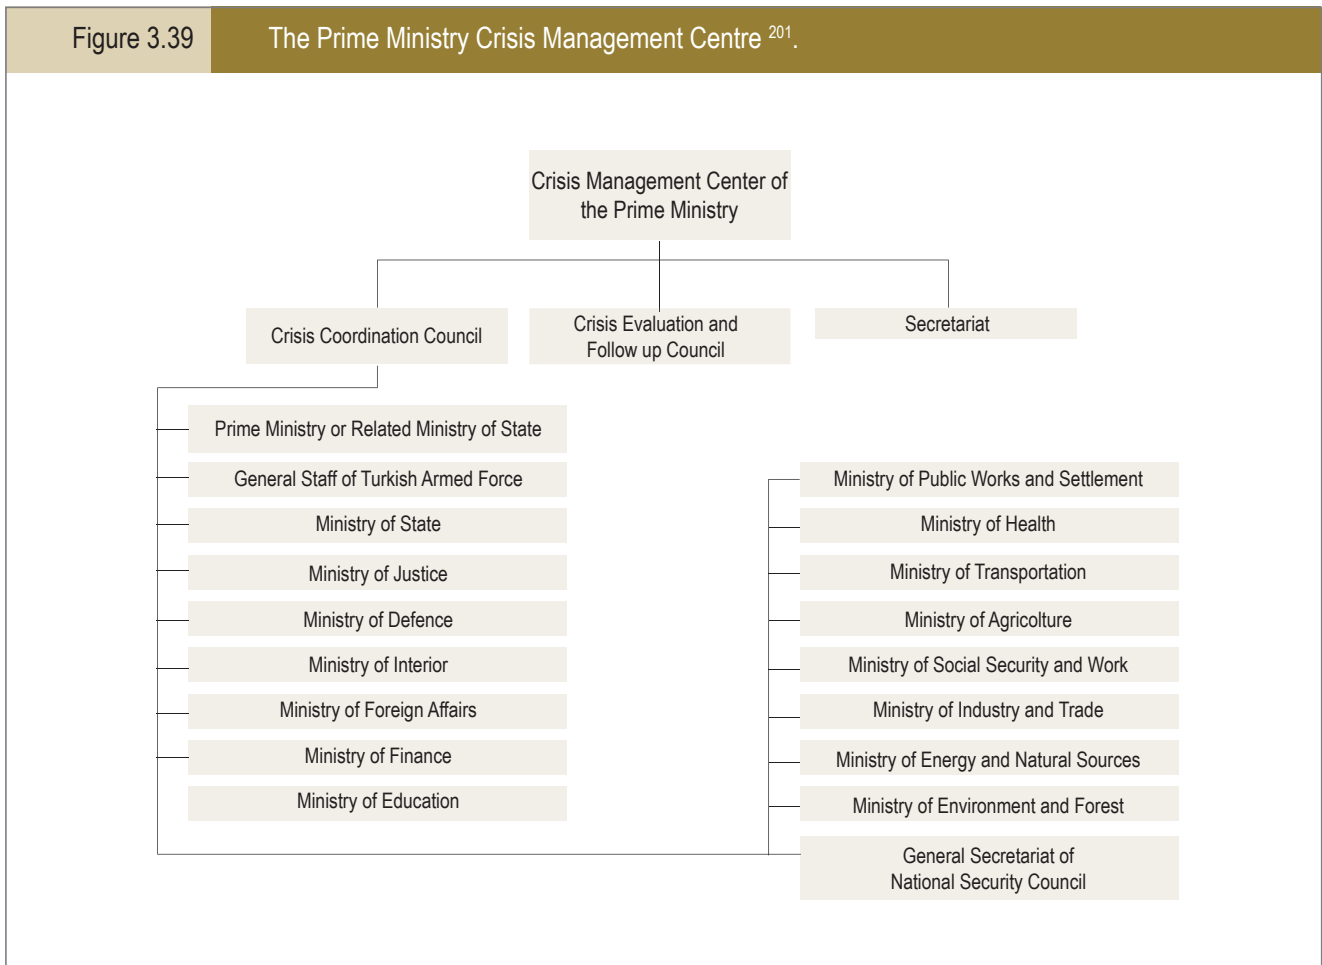 Figure 3.39
The Prime Ministry Crisis Management Centre 201.
Crisis Management Center of
the Prime Ministry
Crisis Coordination Council
Crisis Evaluation and
Follow up Council
Secretariat
Prime Ministry or Related Ministry of State
General Staff of Turkish Armed Force
Ministry of State
Ministry of Justice
Ministry of Defence
Ministry of Interior
Ministry of Foreign Affairs
Ministry of Finance
Ministry of Education
Ministry of Public Works and Settlement
Ministry of Health
Ministry of Transportation
Ministry of Agricolture
Ministry of Social Security and Work
Ministry of Industry and Trade
Ministry of Energy and Natural Sources
Ministry of Environment and Forest
General Secretariat of
National Security Council